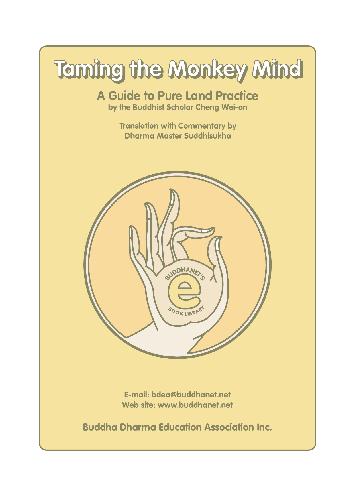 Taming the Monkey Mind
A Guide to Pure Land Practice
by the Buddhist Scholar Cheng Wei-an
Translation with Commentary by
Dharma Master Suddhisukha
BUDDHANET'S
e
BOOK LIBRARY
E-mail: bdea@buddhanet.net
Web site: www.buddhanet.net
Buddha Dharma Education Association Inc.